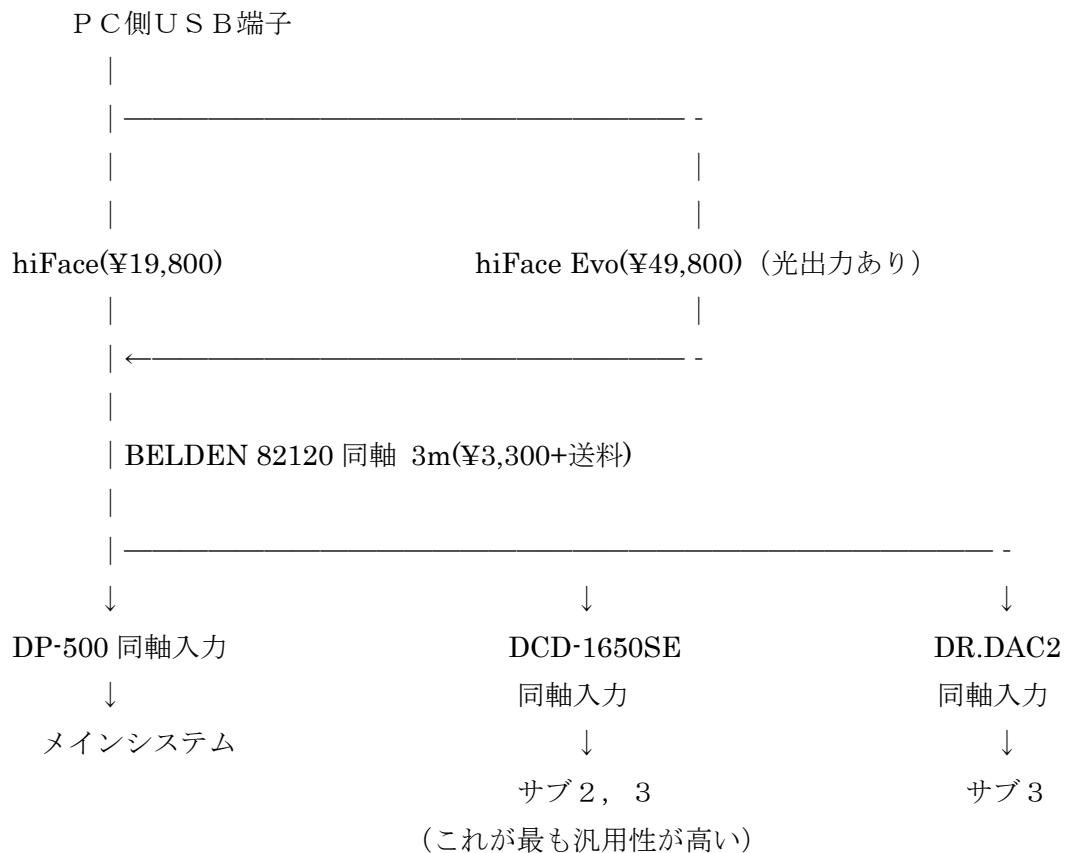 ＰＣ側ＵＳＢ端子
hiFace(¥19,800) hiFace Evo(¥49,800)（光出力あり）
BELDEN 82120 同軸 3m(¥3,300+送料)
DP-500 同軸入力 DCD-1650SE DR.DAC2
同軸入力 同軸入力
メインシステム
サブ２，３ サブ３
（これが最も汎用性が高い）